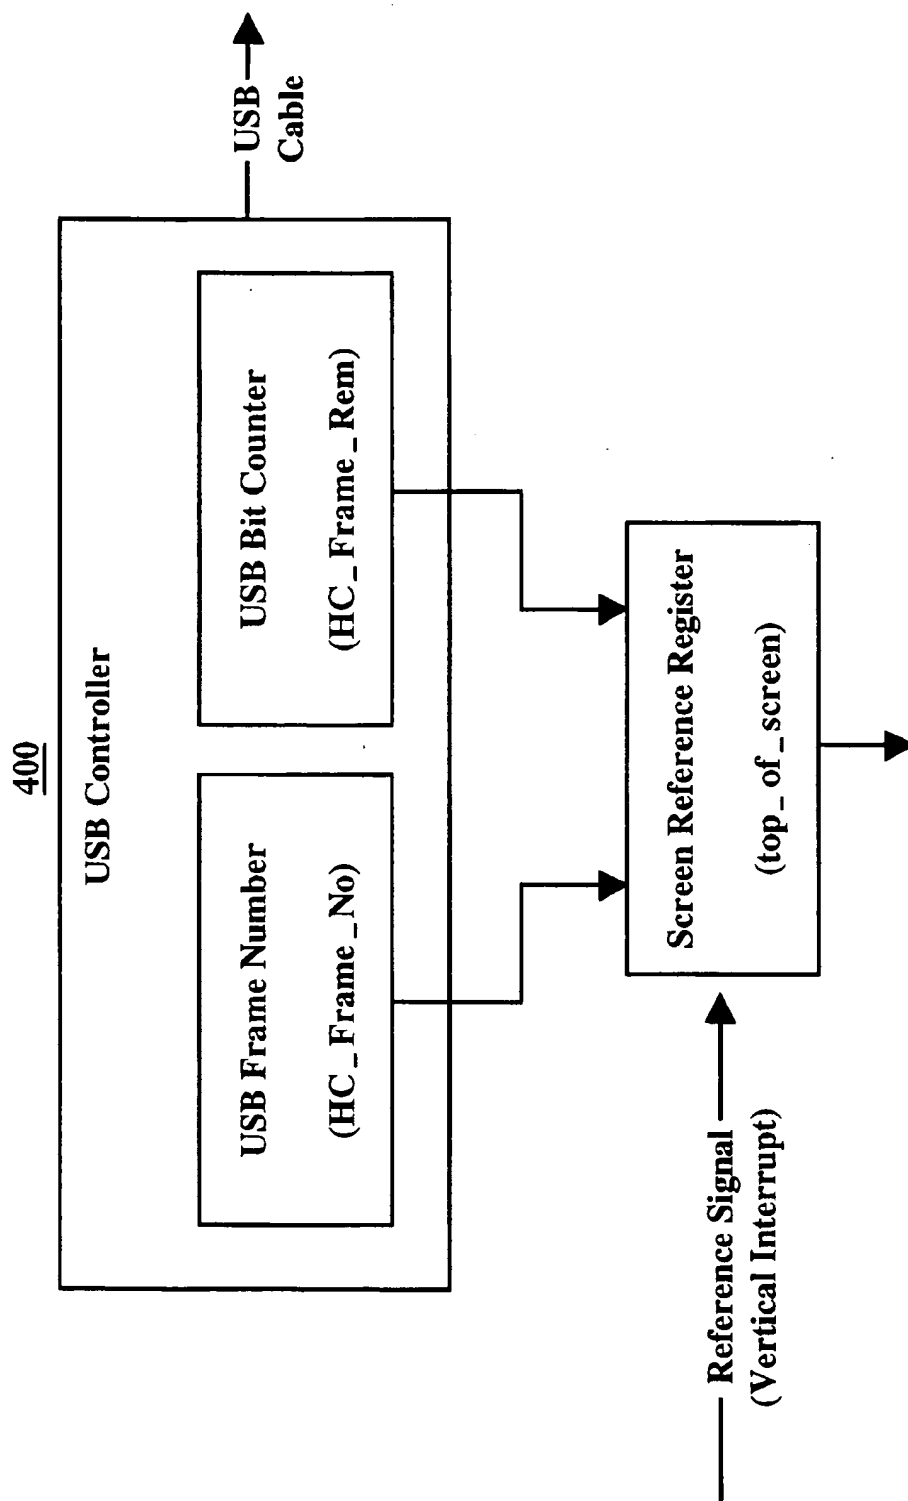 400
USB Controller
USB Frame Number
(HC_Frame_No)
USB Bit Counter
(HC_Frame_Rem)
USB
Cable
Screen Reference Register
(top_of_screen)
Reference Signal
(Vertical Interrupt)